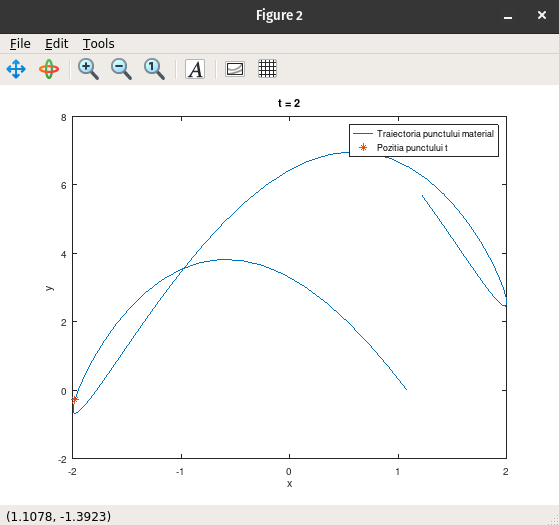 Figure 2
File Edit Tools
A
t = 2
Traiectoria punctului material
Pozitia punctului t
8
6
4
2
0
-2
y
-2 -1 0 1 2
x
(1.1078, -1.3923)